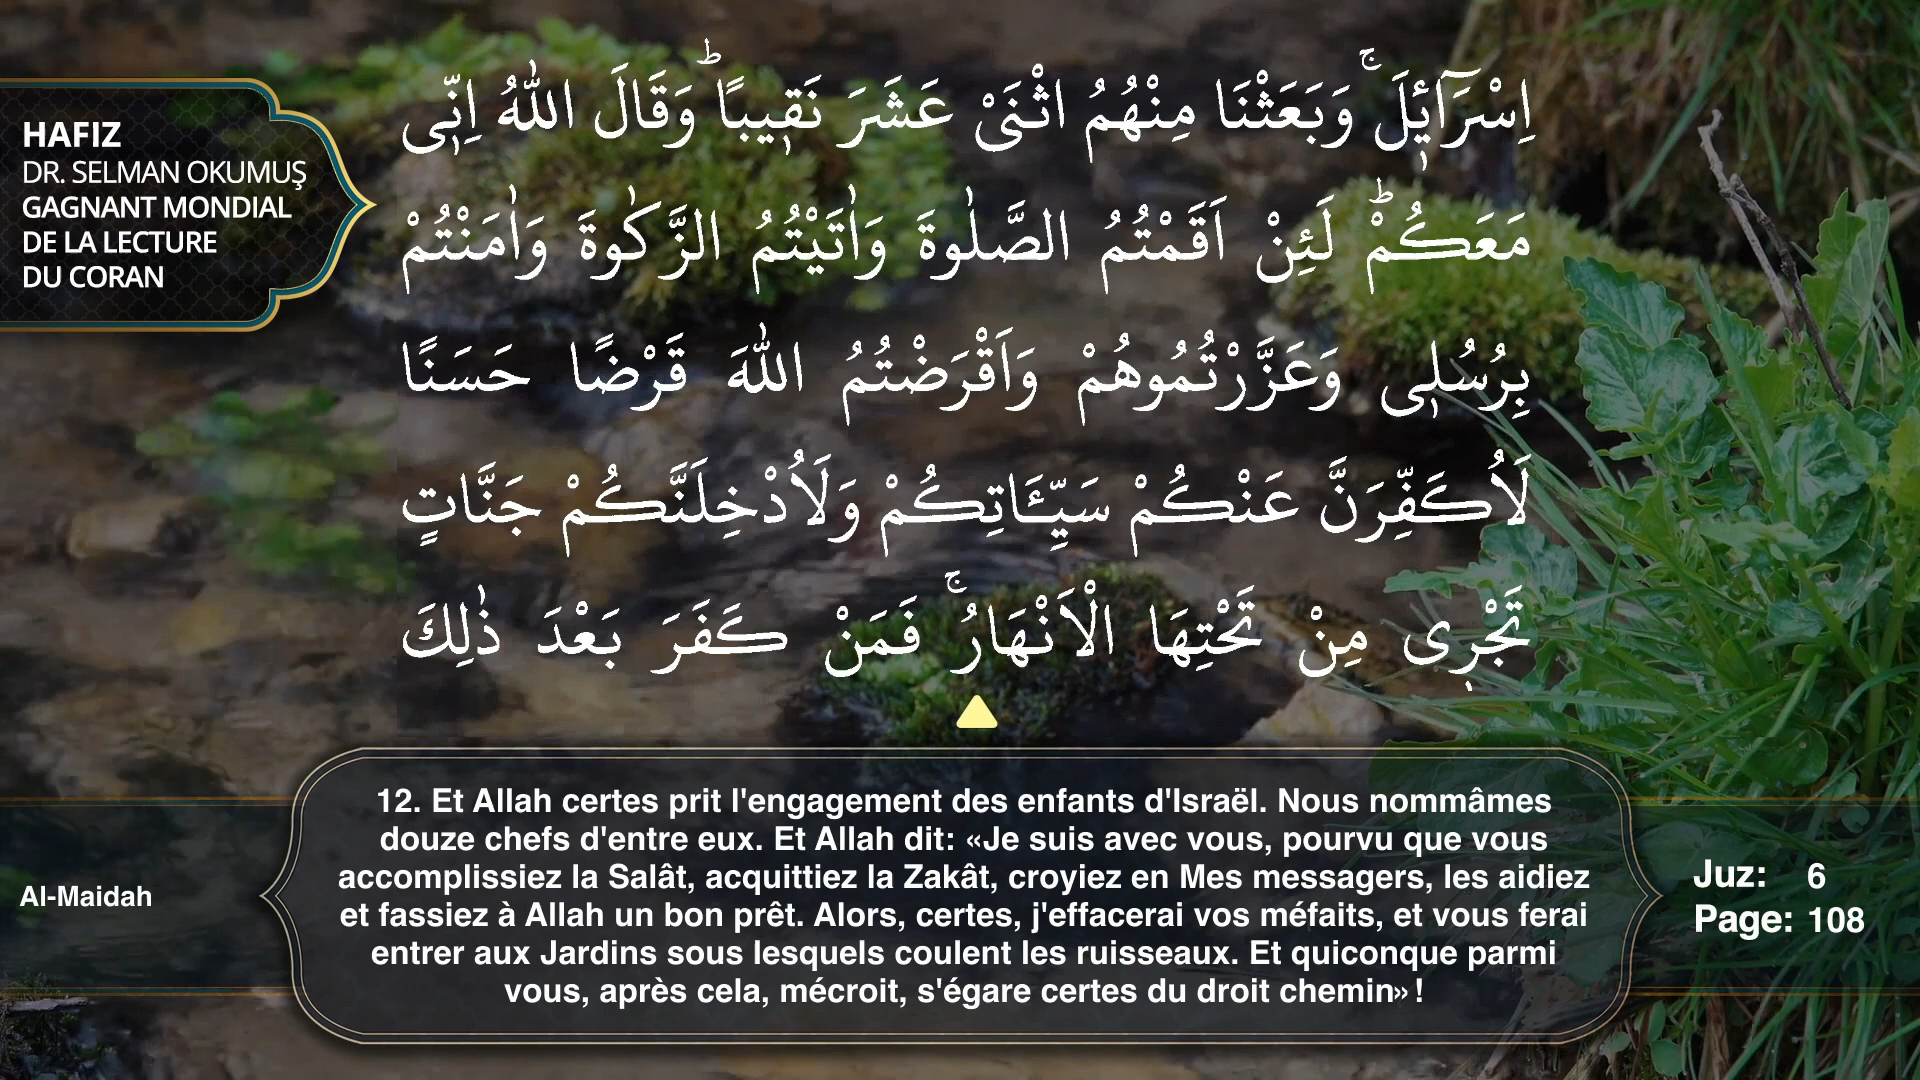 HAFIZ
DR. SELMAN OKUMUŞ
GAGNANT MONDIAL
DE LA LECTURE
DU CORAN
اِسْرَٓائٖلَۚ وَبَعَثْنَا مِنْهُمُ اثْنَىْ عَشَرَ نَقٖيبًاؕ وَقَالَ اللّٰهُ اِنّٖى
مَعَكُمْؕ لَئِنْ اَقَمْتُمُ الصَّلٰوةَ وَاٰتَيْتُمُ الزَّكٰوةَ وَاٰمَنْتُمْ
بِرُسُلٖى وَعَزَّرْتُمُوهُمْ وَاَقْرَضْتُمُ اللّٰهَ قَرْضًا حَسَنًا
لَاُكَفِّرَنَّ عَنْكُمْ سَيِّـَٔاتِكُمْ وَلَاُدْخِلَنَّكُمْ جَنَّاتٍ
تَجْرٖى مِنْ تَحْتِهَا الْاَنْهَارُۚ فَمَنْ كَفَرَ بَعْدَ ذٰلِكَ
12. Et Allah certes prit l'engagement des enfants d'Israël. Nous nommâmes
douze chefs d'entre eux. Et Allah dit: «Je suis avec vous, pourvu que vous
accomplissiez la Salât, acquittiez la Zakât, croyiez en Mes messagers, les aidiez
et fassiez à Allah un bon prêt. Alors, certes, j'effacerai vos méfaits, et vous ferai
entrer aux Jardins sous lesquels coulent les ruisseaux. Et quiconque parmi
vous, après cela, mécroit, s'égare certes du droit chemin» !
Al-Maidah
Juz: 6
Page: 108